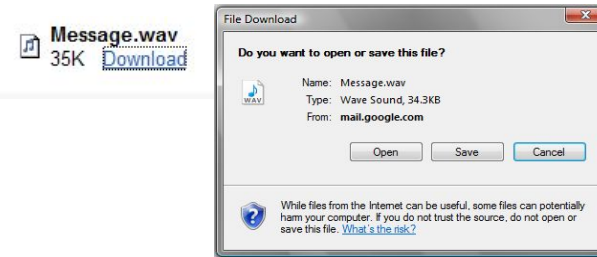 Message.wav
35K Download
File Download
Do you want to open or save this file?
WAV
Name: Message.wav
Type: Wave Sound, 34.3KB
From: mail.google.com
Open Save Cancel
While files from the Internet can be useful, some files can potentially
harm your computer. If you do not trust the source, do not open or
save this file. What's the risk?